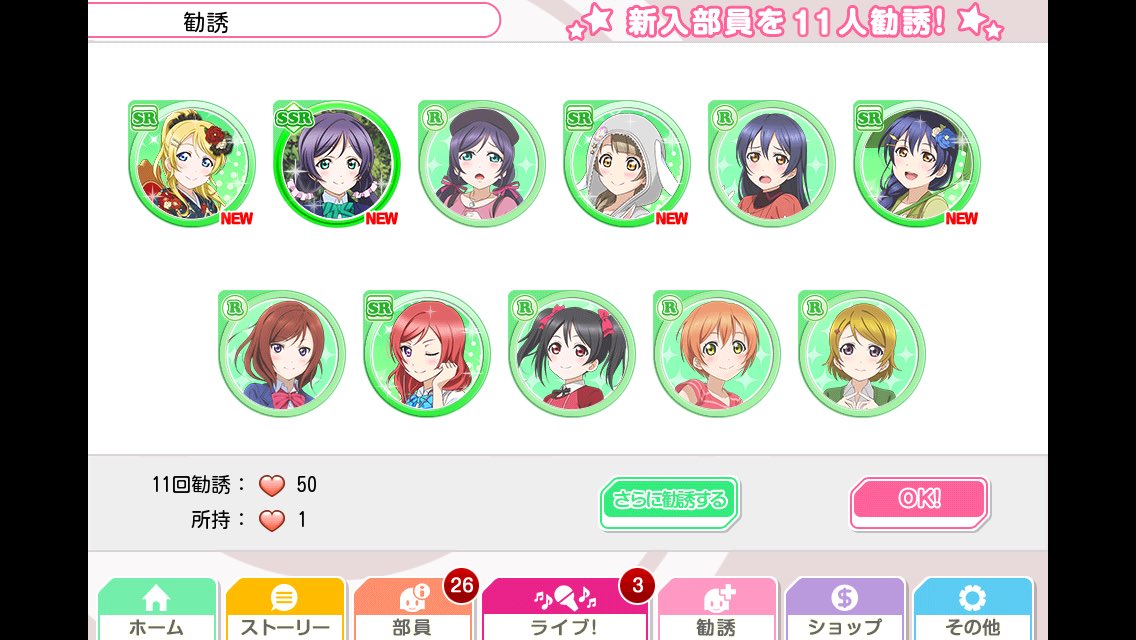 勧誘
新入部員を11人勧誘!
SR SSR R SR R SR
NEW NEW NEW NEW
R SR R R R
11回勧誘： 50
所持： 1
さらに勧誘する OK!
26 3
ホーム ストーリー 部員 ライブ! 勧誘 ショップ その他